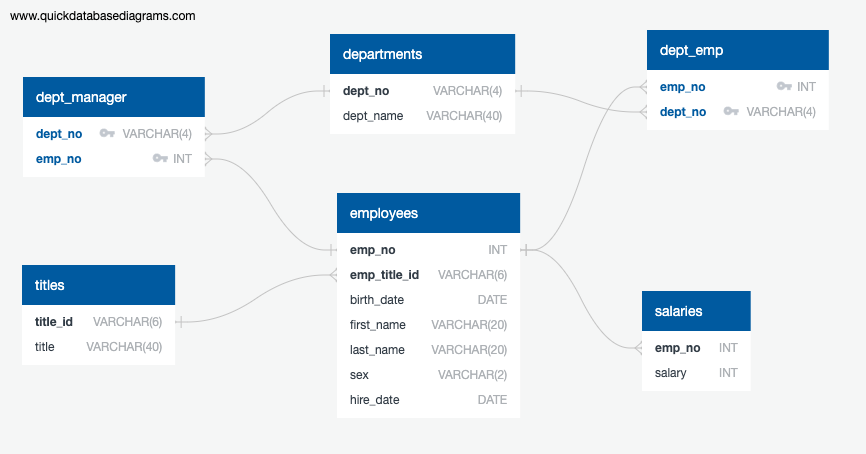 www.quickdatabasediagrams.com
departments
dept_no VARCHAR(4)
dept_name VARCHAR(40)
dept_emp
emp_no INT
dept_no VARCHAR(4)
dept_manager
dept_no VARCHAR(4)
emp_no INT
employees
emp_no INT
emp_title_id VARCHAR(6)
birth_date DATE
first_name VARCHAR(20)
last_name VARCHAR(20)
sex VARCHAR(2)
hire_date DATE
titles
title_id VARCHAR(6)
title VARCHAR(40)
salaries
emp_no INT
salary INT